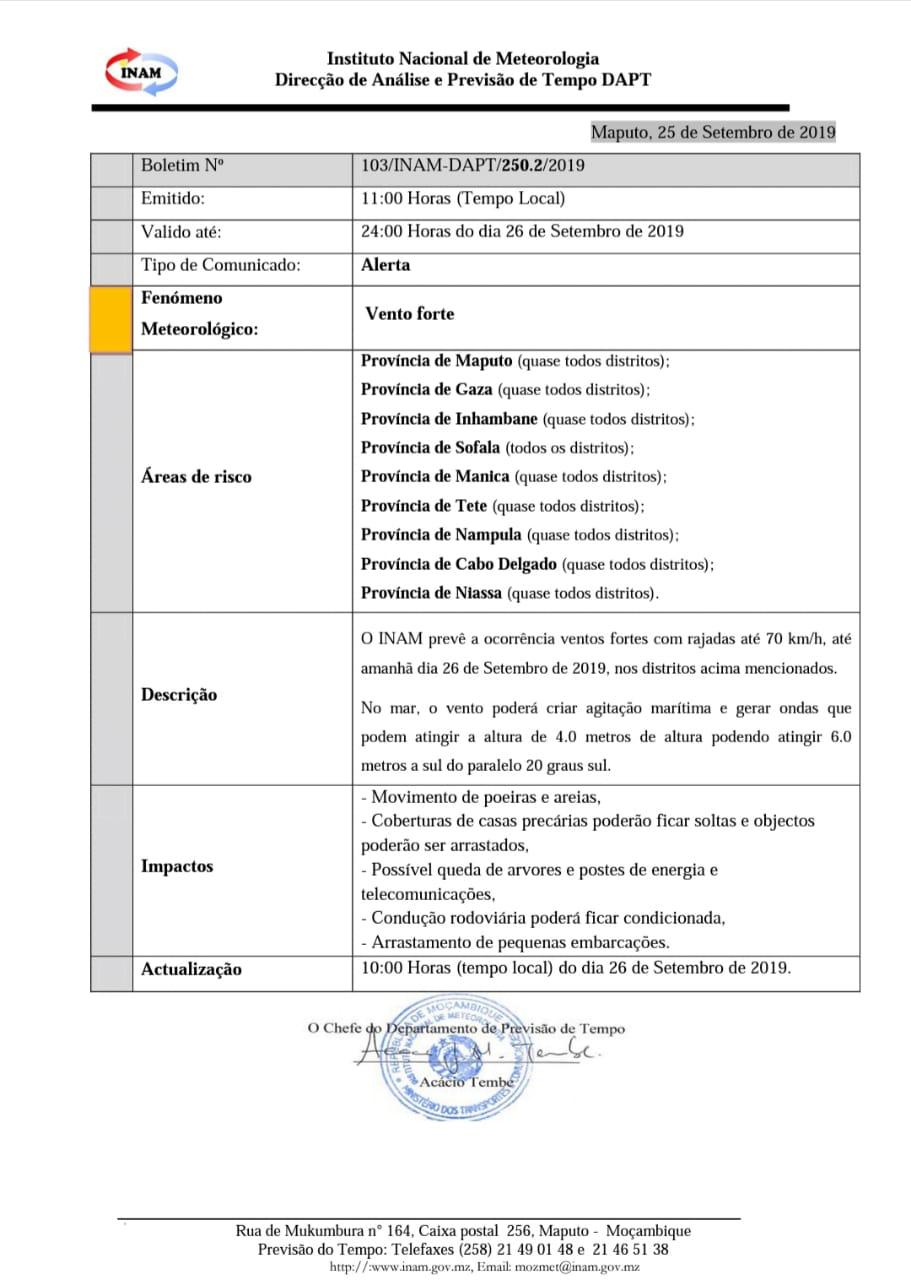 INAM
Instituto Nacional de Meteorologia
Direcção de Análise e Previsão de Tempo DAPT
Maputo, 25 de Setembro de 2019
Boletim Nº 103/INAM-DAPT/250.2/2019
Emitido: 11:00 Horas (Tempo Local)
Valido até: 24:00 Horas do dia 26 de Setembro de 2019
Tipo de Comunicado: Alerta
Fenómeno
Meteorológico:
Vento forte
Áreas de risco
Província de Maputo (quase todos distritos);
Província de Gaza (quase todos distritos);
Província de Inhambane (quase todos distritos);
Província de Sofala (todos os distritos);
Província de Manica (quase todos distritos);
Província de Tete (quase todos distritos);
Província de Nampula (quase todos distritos);
Província de Cabo Delgado (quase todos distritos);
Província de Niassa (quase todos distritos).
Descrição
O INAM prevê a ocorrência ventos fortes com rajadas até 70 km/h, até
amanhã dia 26 de Setembro de 2019, nos distritos acima mencionados.
No mar, o vento poderá criar agitação marítima e gerar ondas que
podem atingir a altura de 4.0 metros de altura podendo atingir 6.0
metros a sul do paralelo 20 graus sul.
Impactos
- Movimento de poeiras e areias,
- Coberturas de casas precárias poderão ficar soltas e objectos
poderão ser arrastados,
- Possível queda de arvores e postes de energia e
telecomunicações,
- Condução rodoviária poderá ficar condicionada,
- Arrastamento de pequenas embarcações.
Actualização 10:00 Horas (tempo local) do dia 26 de Setembro de 2019.
O Chefe do Departamento de Previsão de Tempo
Acácio Tembe
Rua de Mukumbura n° 164, Caixa postal 256, Maputo - Moçambique
Previsão do Tempo: Telefaxes (258) 21 49 01 48 e 21 46 51 38
http://:www.inam.gov.mz, Email: mozmet@inam.gov.mz